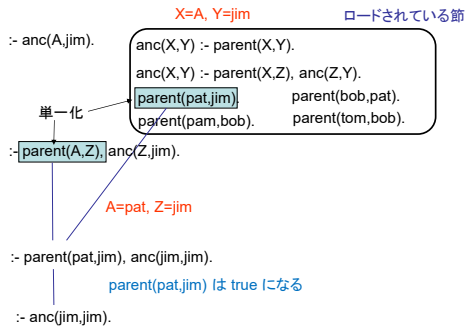 X=A, Y=jim
ロードされている節
:- anc(A,jim).
anc(X,Y) :- parent(X,Y).
anc(X,Y) :- parent(X,Z), anc(Z,Y).
parent(pat,jim). parent(bob,pat).
parent(pam,bob). parent(tom,bob).
単一化
:- parent(A,Z), anc(Z,jim).
A=pat, Z=jim
:- parent(pat,jim), anc(jim,jim).
parent(pat,jim) は true になる
:- anc(jim,jim).